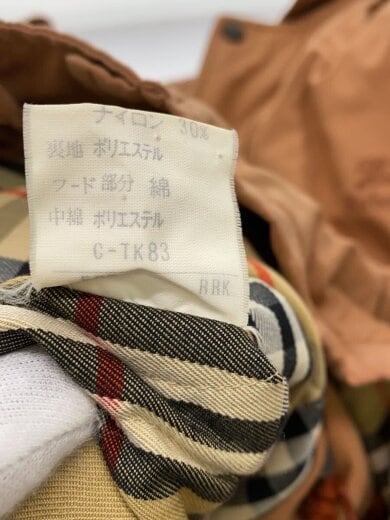 ナイロン 30%
裏地 ポリエステル
フード部分 綿
中綿 ポリエステル
C-TK83
RRK